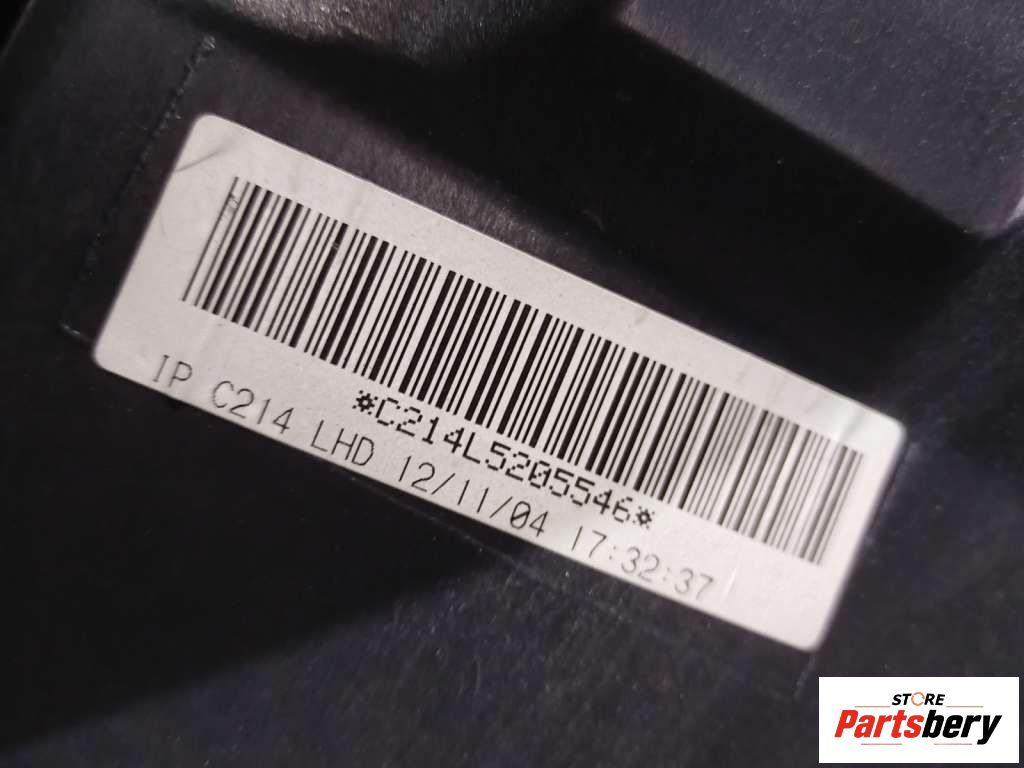 *C214L5205546*
IP C214 LHD 12/11/04 17:32:37
STORE
Partsbery